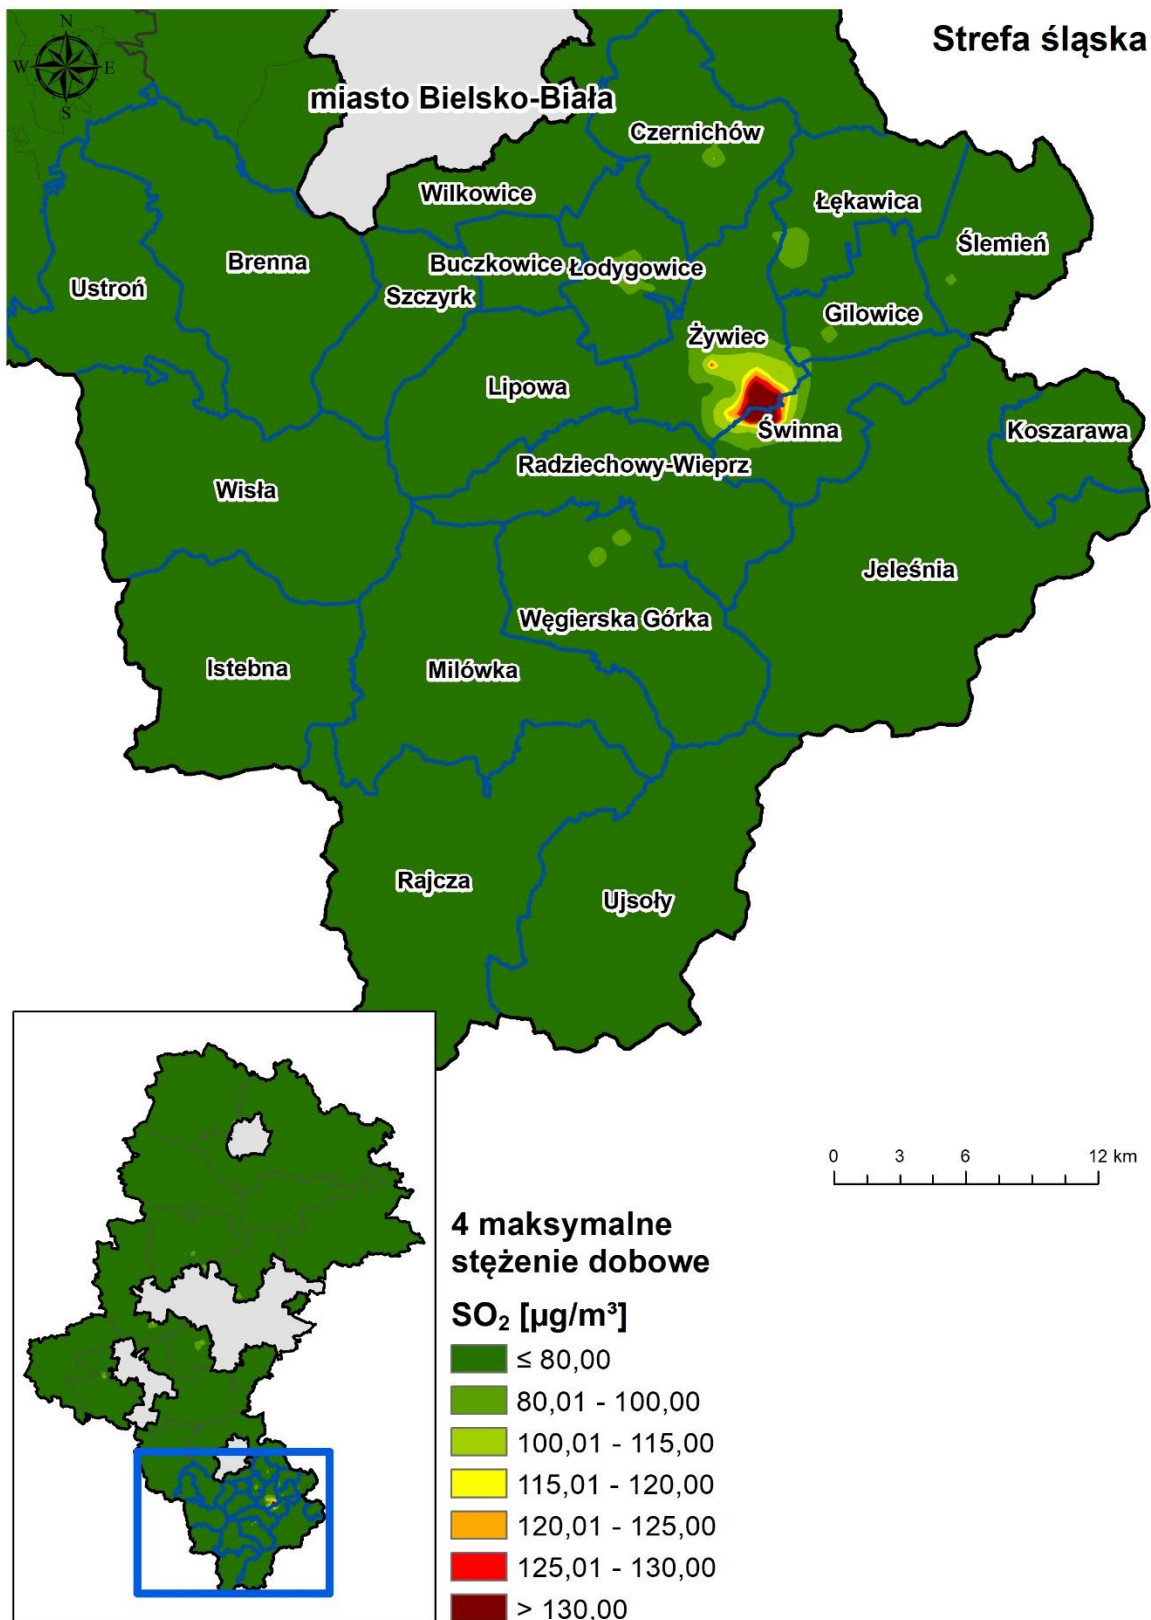 Strefa śląska
N
W E
S
miasto Bielsko-Biała
Czernichów
Wilkowice
Łękawica
Ślemień
Brenna
Buczkowice
Łodygowice
Ustroń
Szczyrk
Gilowice
Żywiec
Lipowa
Świnna
Koszarawa
Radziechowy-Wieprz
Wisła
Jeleśnia
Węgierska Górka
Istebna
Milówka
Rajcza
Ujsoły
0 3 6 12 km
4 maksymalne
stężenie dobowe
SO₂ [µg/m³]
≤ 80,00
80,01 - 100,00
100,01 - 115,00
115,01 - 120,00
120,01 - 125,00
125,01 - 130,00
> 130,00